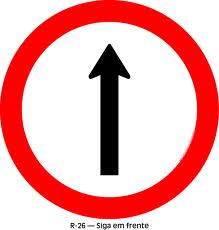 R-26 — Siga em frente